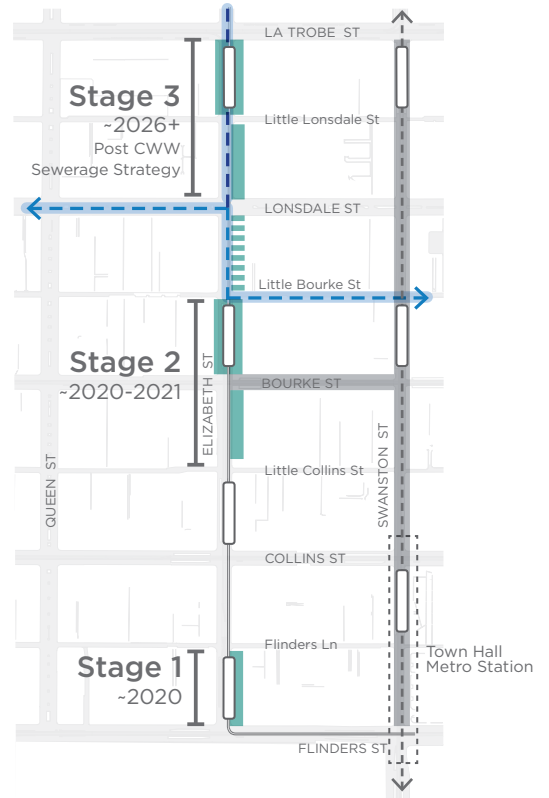 LA TROBE ST
Stage 3
~2026+
Post CWW
Sewerage Strategy
Little Lonsdale St
LONSDALE ST
Little Bourke St
Stage 2
~2020-2021
ELIZABETH ST
BOURKE ST
QUEEN ST
SWANSTON ST
Little Collins St
COLLINS ST
Flinders Ln
Stage 1
~2020
Town Hall
Metro Station
FLINDERS ST